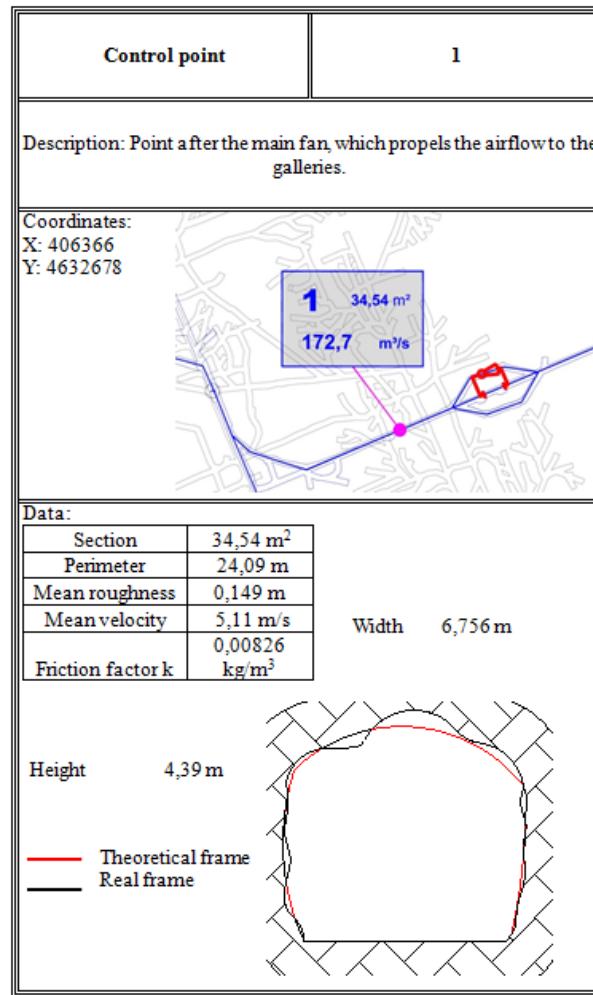 Control point 1
Description: Point after the main fan, which propels the airflow to the
galleries.
Coordinates:
X: 406366
Y: 4632678
1 34,54 m²
172,7 m³/s
Data:
Section 34,54 m²
Perimeter 24,09 m
Mean roughness 0,149 m
Mean velocity 5,11 m/s
Friction factor k 0,00826 kg/m³
Width 6,756 m
Height 4,39 m
Theoretical frame
Real frame